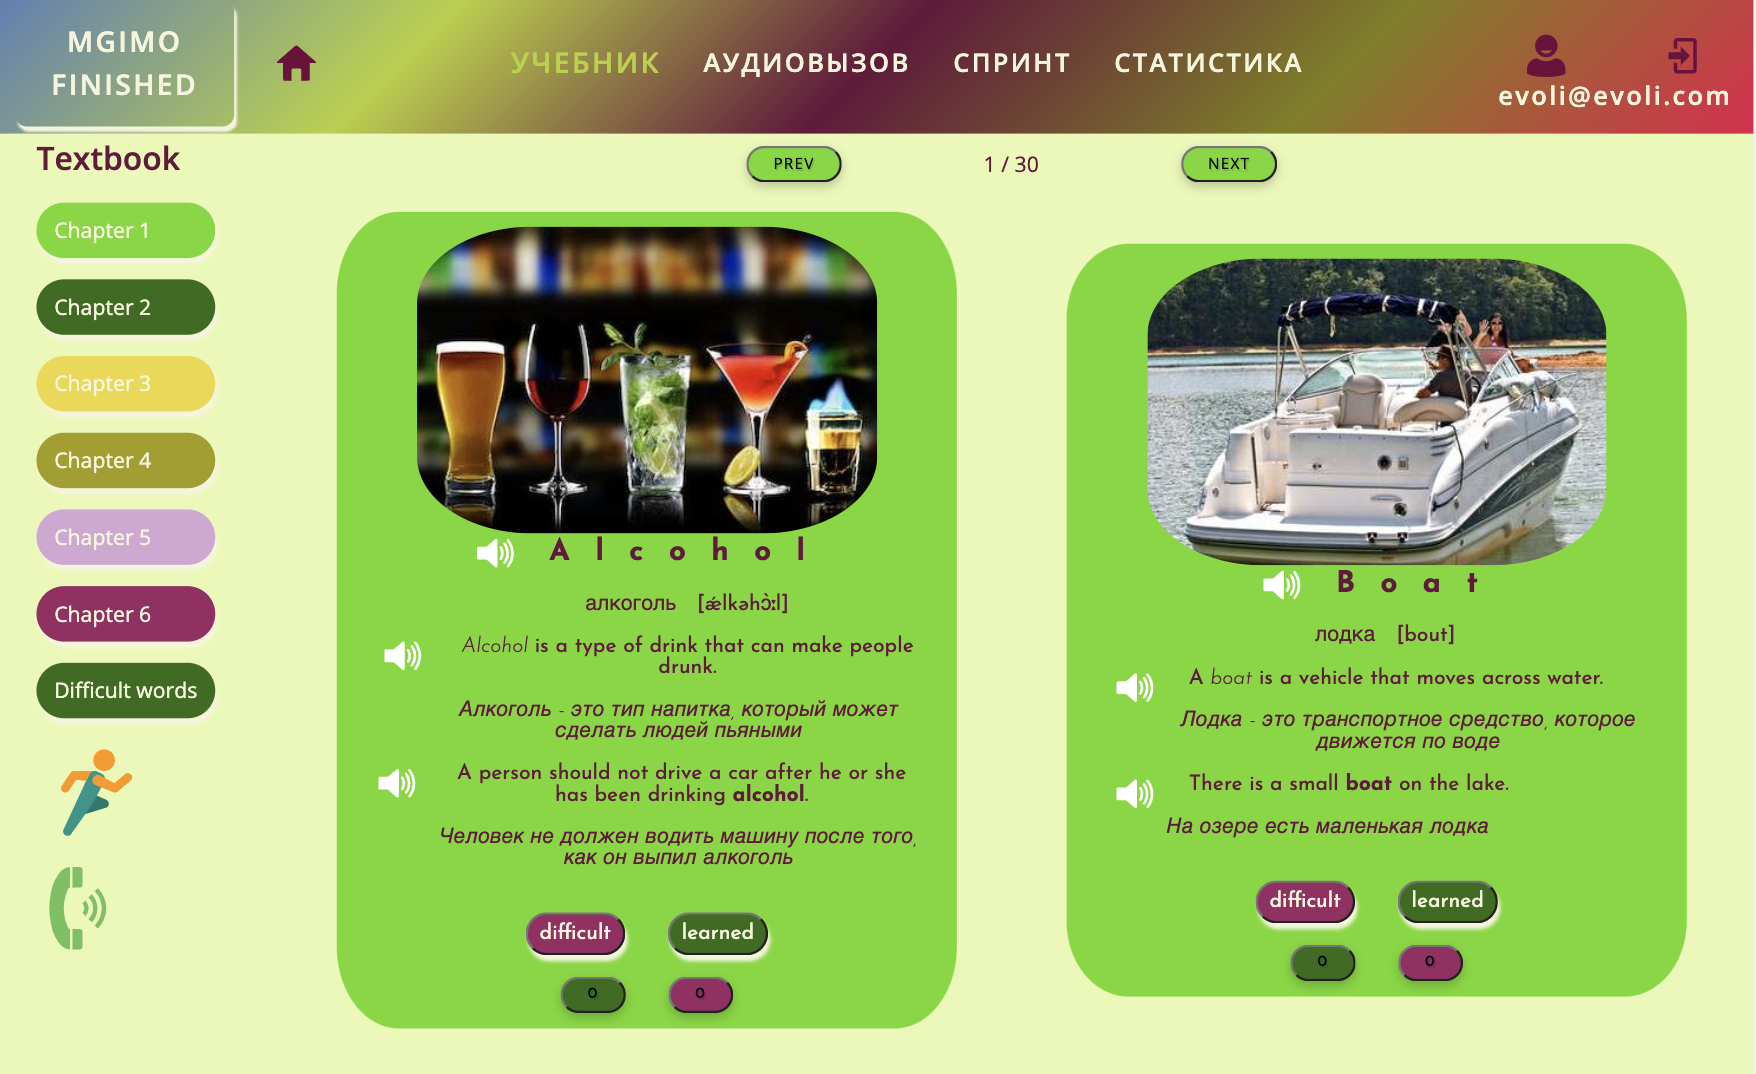 MGIMO
FINISHED
УЧЕБНИК
АУДИОВЫЗОВ
СПРИНТ
СТАТИСТИКА
evoli@evoli.com
Textbook
Chapter 1
Chapter 2
Chapter 3
Chapter 4
Chapter 5
Chapter 6
Difficult words
PREV
1 / 30
NEXT
Alcohol
алкоголь [ǽlkəhɔ̀ːl]
Alcohol is a type of drink that can make people
drunk.
Алкоголь - это тип напитка, который может
сделать людей пьяными
A person should not drive a car after he or she
has been drinking alcohol.
Человек не должен водить машину после того,
как он выпил алкоголь
difficult
learned
0
0
Boat
лодка [bout]
A boat is a vehicle that moves across water.
Лодка - это транспортное средство, которое
движется по воде
There is a small boat on the lake.
На озере есть маленькая лодка
difficult
learned
0
0